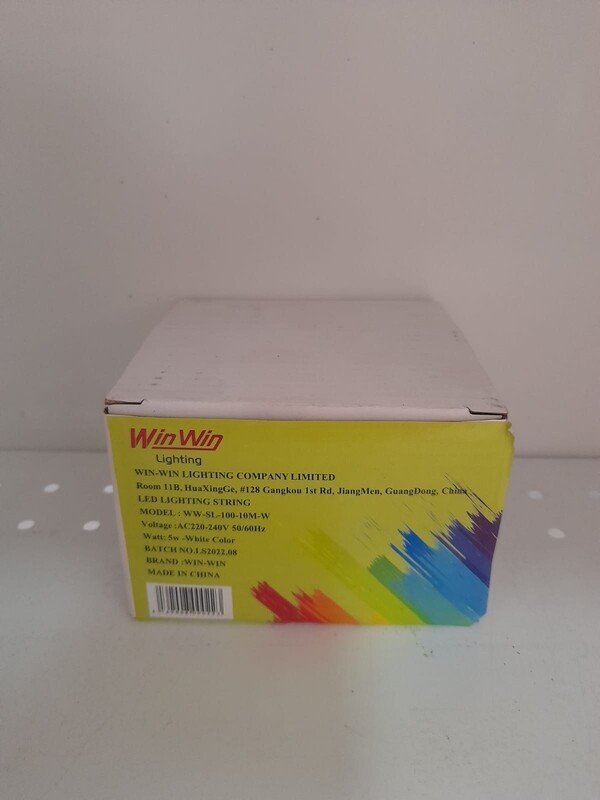 Win Win
Lighting
WIN-WIN LIGHTING COMPANY LIMITED
Room 11B, HuaXingGe, #128 Gangkou 1st Rd, JiangMen, GuangDong, China
LED LIGHTING STRING
MODEL : WW-SL-100-10M-W
Voltage :AC220-240V 50/60Hz
Watt: 5w -White Color
BATCH NO.LS2022.08
BRAND :WIN-WIN
MADE IN CHINA